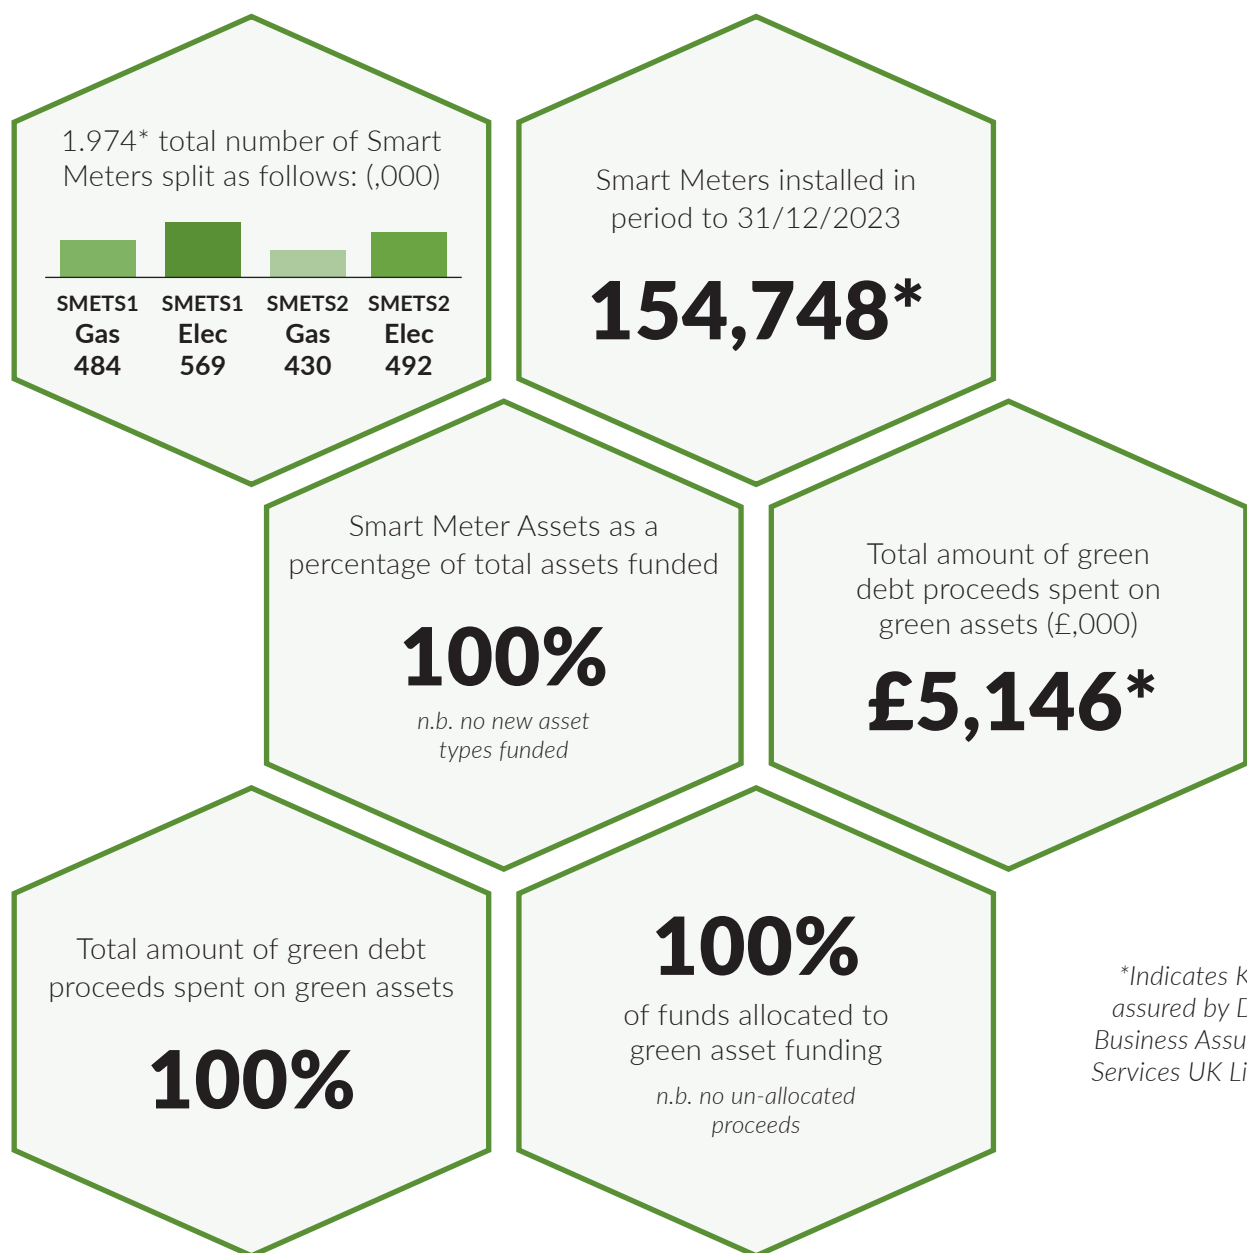 1.974* total number of Smart
Meters split as follows: (,000)
SMETS1 SMETS1 SMETS2 SMETS2
Gas Elec Gas Elec
484 569 430 492
Smart Meters installed in
period to 31/12/2023
154,748*
Smart Meter Assets as a
percentage of total assets funded
100%
n.b. no new asset
types funded
Total amount of green
debt proceeds spent on
green assets (£,000)
£5,146*
Total amount of green debt
proceeds spent on green assets
100%
100%
of funds allocated to
green asset funding
n.b. no un-allocated
proceeds
*Indicates
assured by
Business
Services UK